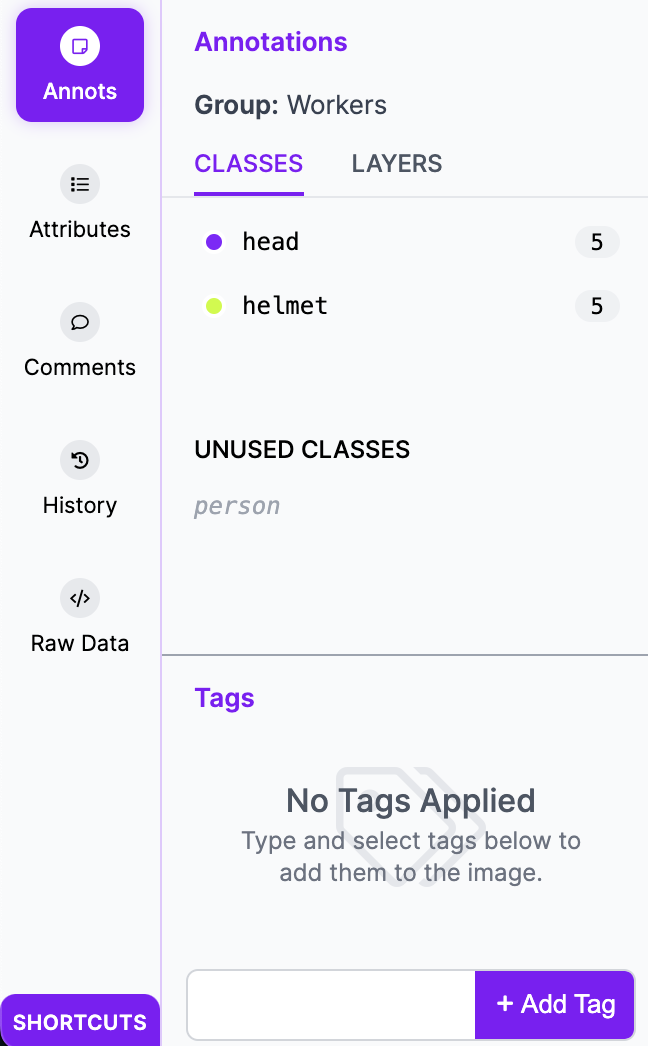 Annots
Attributes
Comments
History
Raw Data
SHORTCUTS
Annotations
Group: Workers
CLASSES LAYERS
head 5
helmet 5
UNUSED CLASSES
person
Tags
No Tags Applied
Type and select tags below to
add them to the image.
+ Add Tag